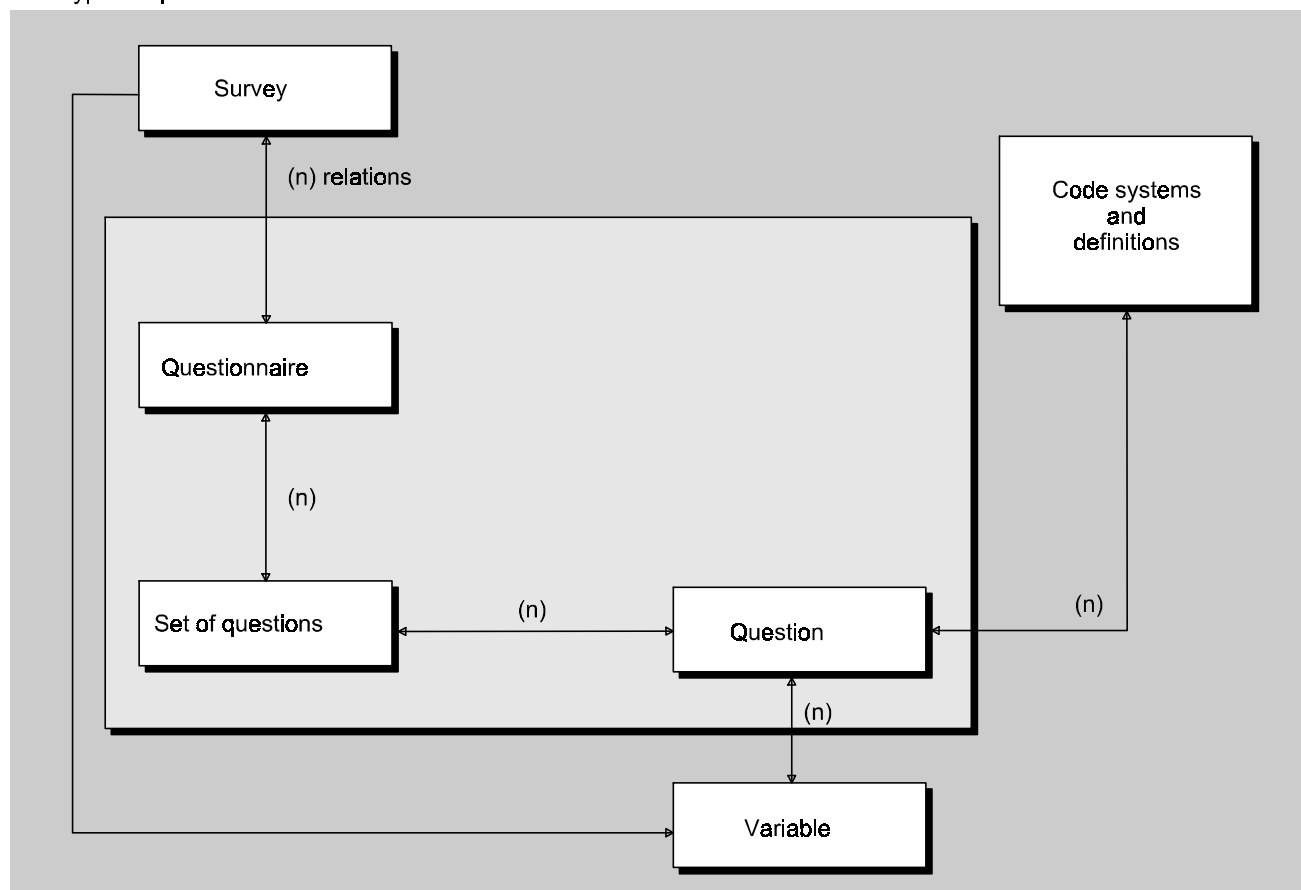 Survey
(n) relations
Code systems
and
definitions
Questionnaire
(n)
Set of questions
(n)
Question
(n)
(n)
Variable